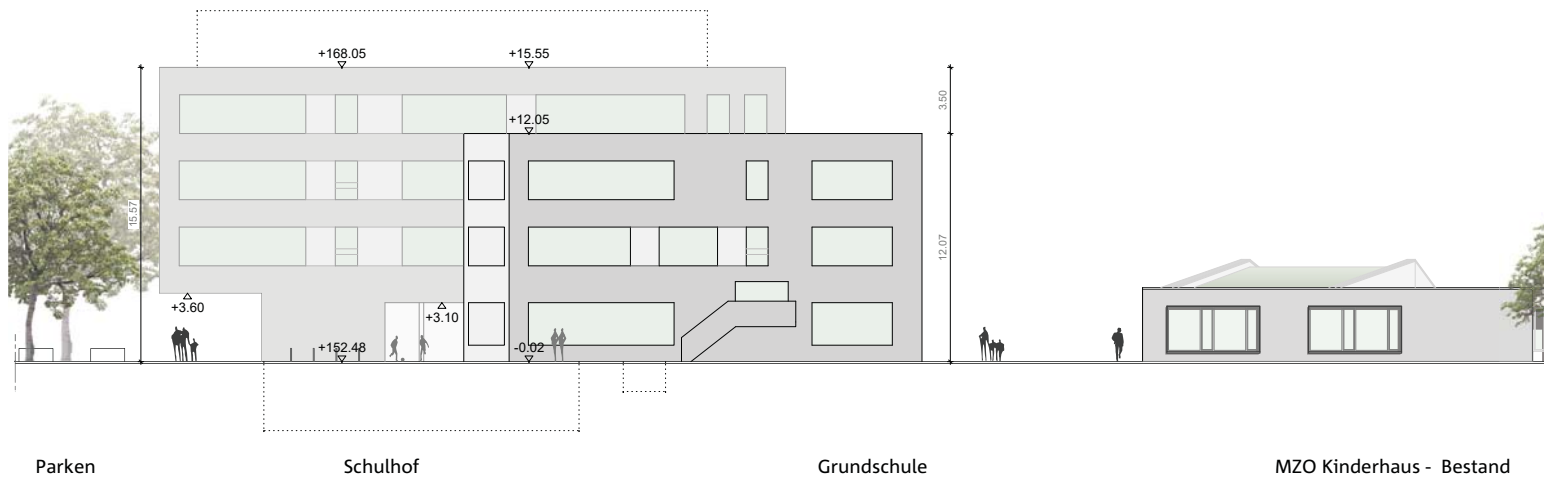 +168.05
+15.55
3.50
+12.05
15.57
12.07
+3.60
+3.10
+152.48
-0.02
Parken
Schulhof
Grundschule
MZO Kinderhaus - Bestand